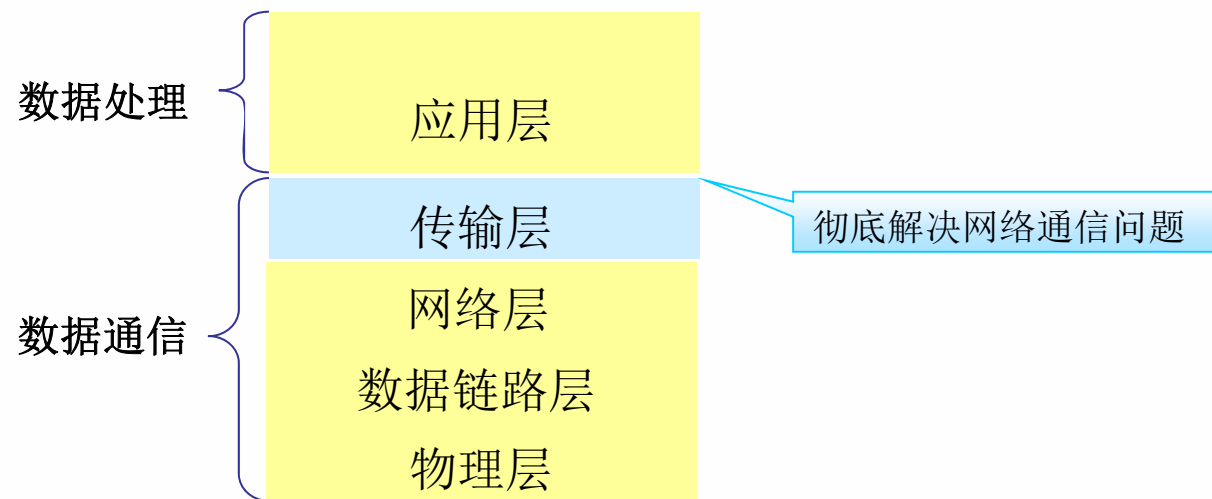 数据处理
应用层
传输层
彻底解决网络通信问题
网络层
数据通信
数据链路层
物理层